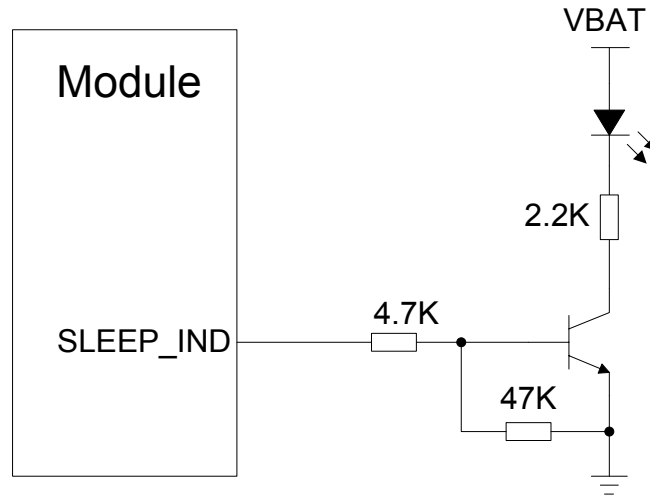 VBAT
Module
2.2K
4.7K
SLEEP_IND
47K